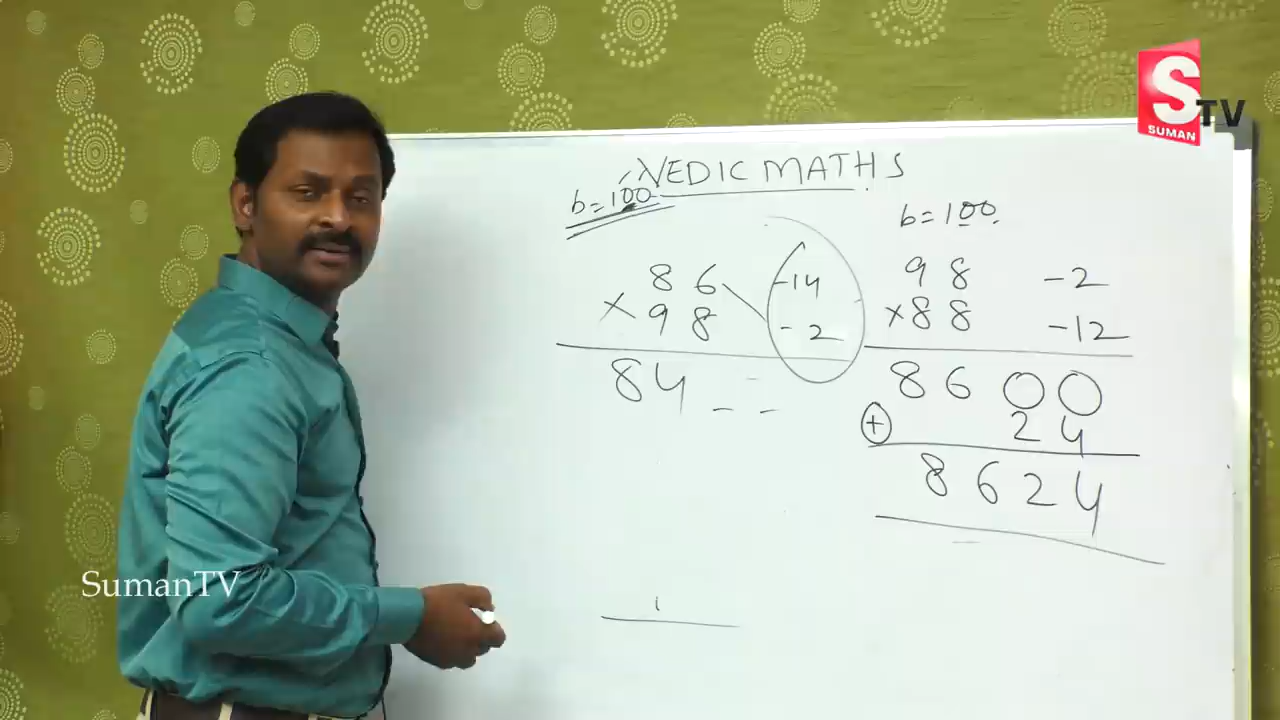 VEDIC MATHS
b=100
86 -14
×98 -2
84 _ _
b=100.
98 -2
×88 -12
8600
+ 24
8624
S TV
SUMAN
SumanTV